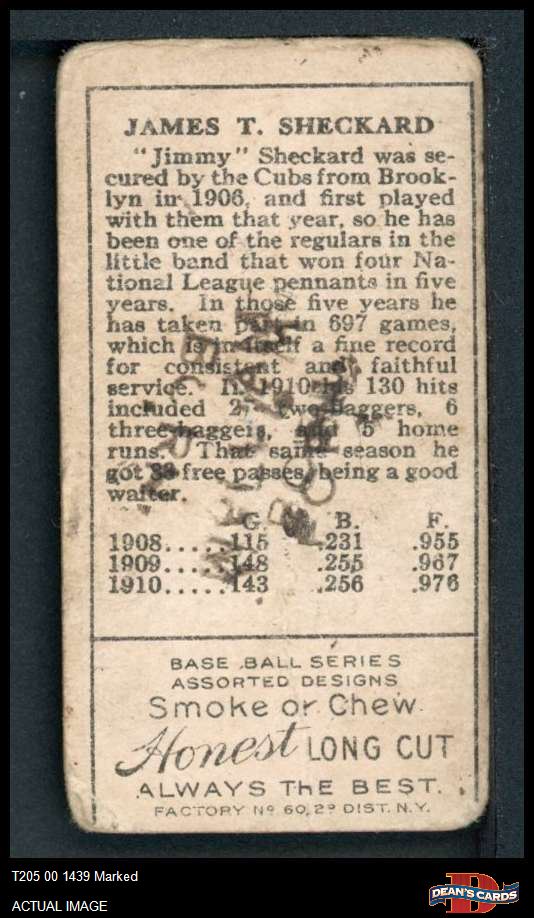 JAMES T. SHECKARD
"Jimmy" Sheckard was se-
cured by the Cubs from Brook-
lyn in 1906, and first played
with them that year, so he has
been one of the regulars in the
little band that won four Na-
tional League pennants in five
years. In those five years he
has taken part in 697 games,
which is in itself a fine record
for consistent and faithful
service. In 1910 his 130 hits
included 27 two-baggers, 6
three-baggers, and 5 home
runs. That same season he
got 83 free passes, being a good
waiter.
G. B. F.
1908.....115 .231 .955
1909.....148 .255 .967
1910.....143 .256 .976
BASE BALL SERIES
ASSORTED DESIGNS
Smoke or Chew
Honest LONG CUT
ALWAYS THE BEST.
FACTORY Nº 60, 2º DIST. N.Y.
T205 00 1439 Marked
ACTUAL IMAGE
DEAN'S CARDS